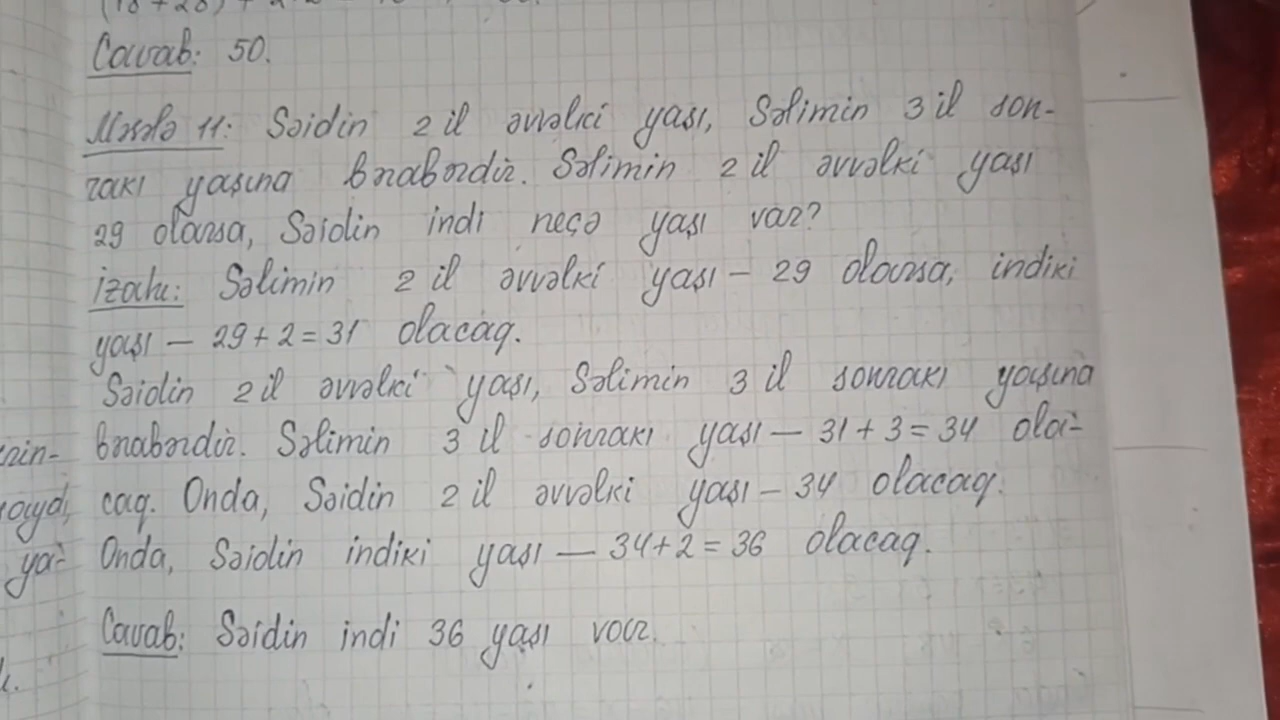 Cavab: 50.
Məsələ 11: Səidin 2 il əvvəlki yaşı, Səlimin 3 il son-
rakı yaşına bərabərdir. Səlimin 2 il əvvəlki yaşı
29 olarsa, Səidin indi neçə yaşı var?
İzahı: Səlimin 2 il əvvəlki yaşı - 29 olarsa, indiki
yaşı - 29 + 2 = 31 olacaq.
Səidin 2 il əvvəlki yaşı, Səlimin 3 il sonrakı yaşına
bərabərdir. Səlimin 3 il sonrakı yaşı - 31 + 3 = 34 ola-
caq. Onda, Səidin 2 il əvvəlki yaşı - 34 olacaq.
Onda, Səidin indiki yaşı - 34 + 2 = 36 olacaq.
Cavab: Səidin indi 36 yaşı var.